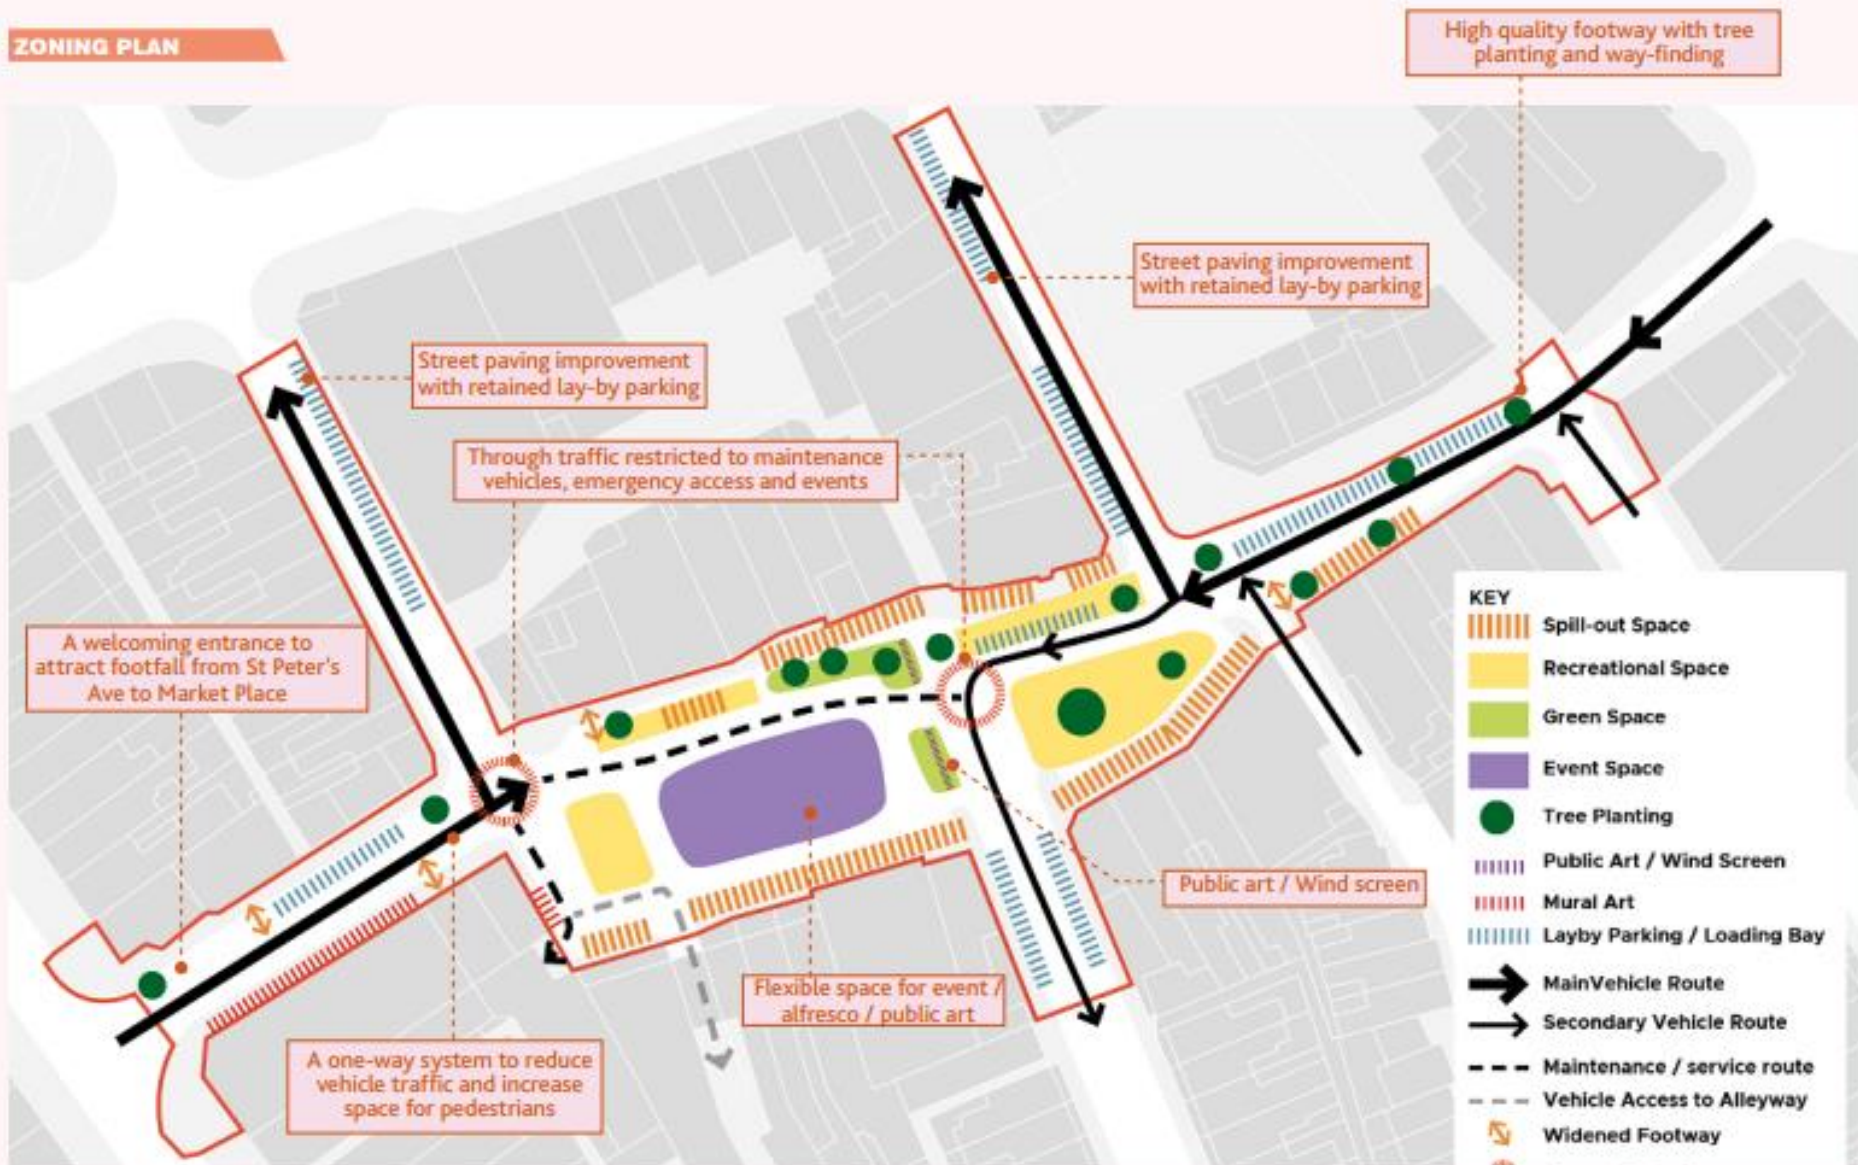 ZONING PLAN
High quality footway with tree
planting and way-finding
Street paving improvement
with retained lay-by parking
Street paving improvement
with retained lay-by parking
Through traffic restricted to maintenance
vehicles, emergency access and events
A welcoming entrance to
attract footfall from St Peter's
Ave to Market Place
Public art / Wind screen
Flexible space for event /
alfresco / public art
A one-way system to reduce
vehicle traffic and increase
space for pedestrians
KEY
Spill-out Space
Recreational Space
Green Space
Event Space
Tree Planting
Public Art / Wind Screen
Mural Art
Layby Parking / Loading Bay
MainVehicle Route
Secondary Vehicle Route
Maintenance / service route
Vehicle Access to Alleyway
Widened Footway